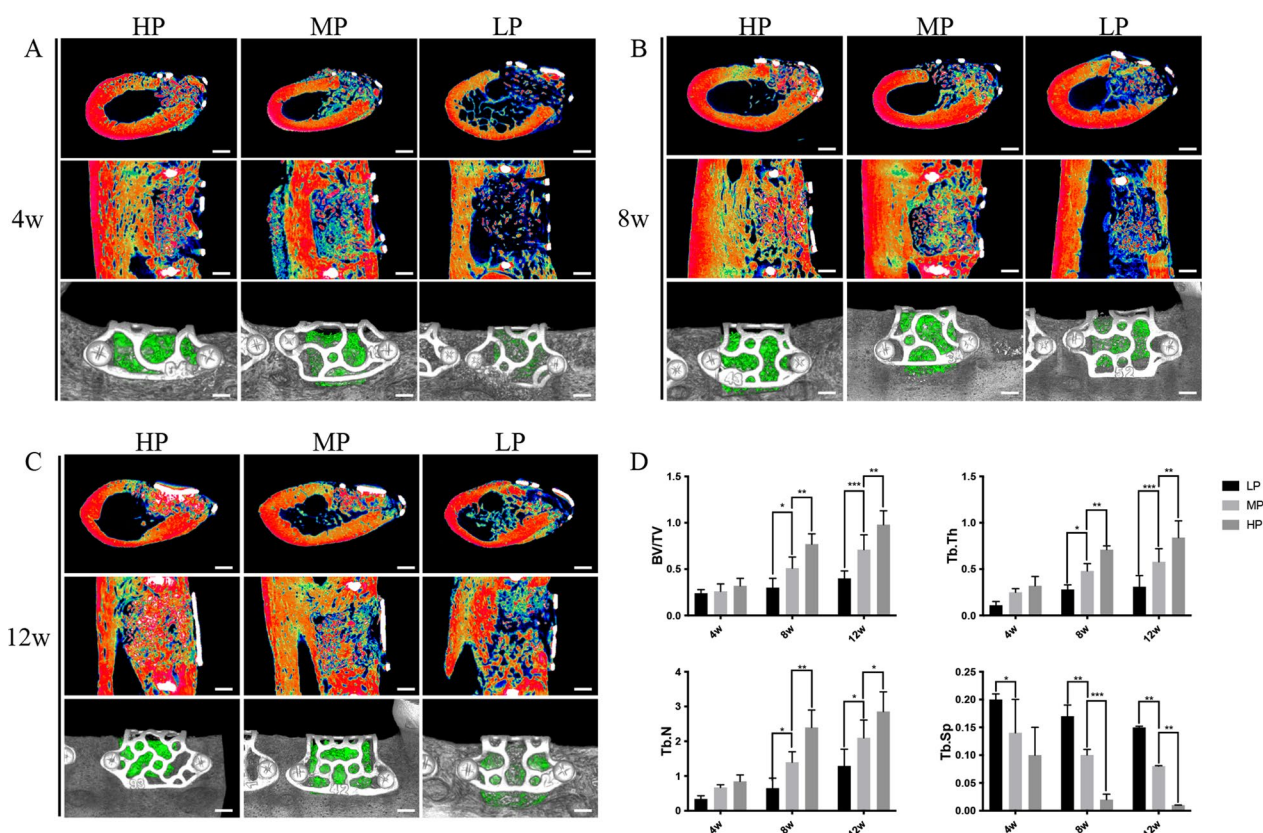 A
HP MP LP
4w
B
HP MP LP
8w
C
HP MP LP
12w
D
BV/TV
1.5
1.0
0.5
0.0
* ** *** **
4w 8w 12w
Tb.Th
1.5
1.0
0.5
0.0
* ** *** **
4w 8w 12w
LP
MP
HP
Tb.N
4
3
2
1
0
* ** * *
4w 8w 12w
Tb.Sp
0.20
0.15
0.10
0.05
0.00
* ** *** ** **
4w 8w 12w